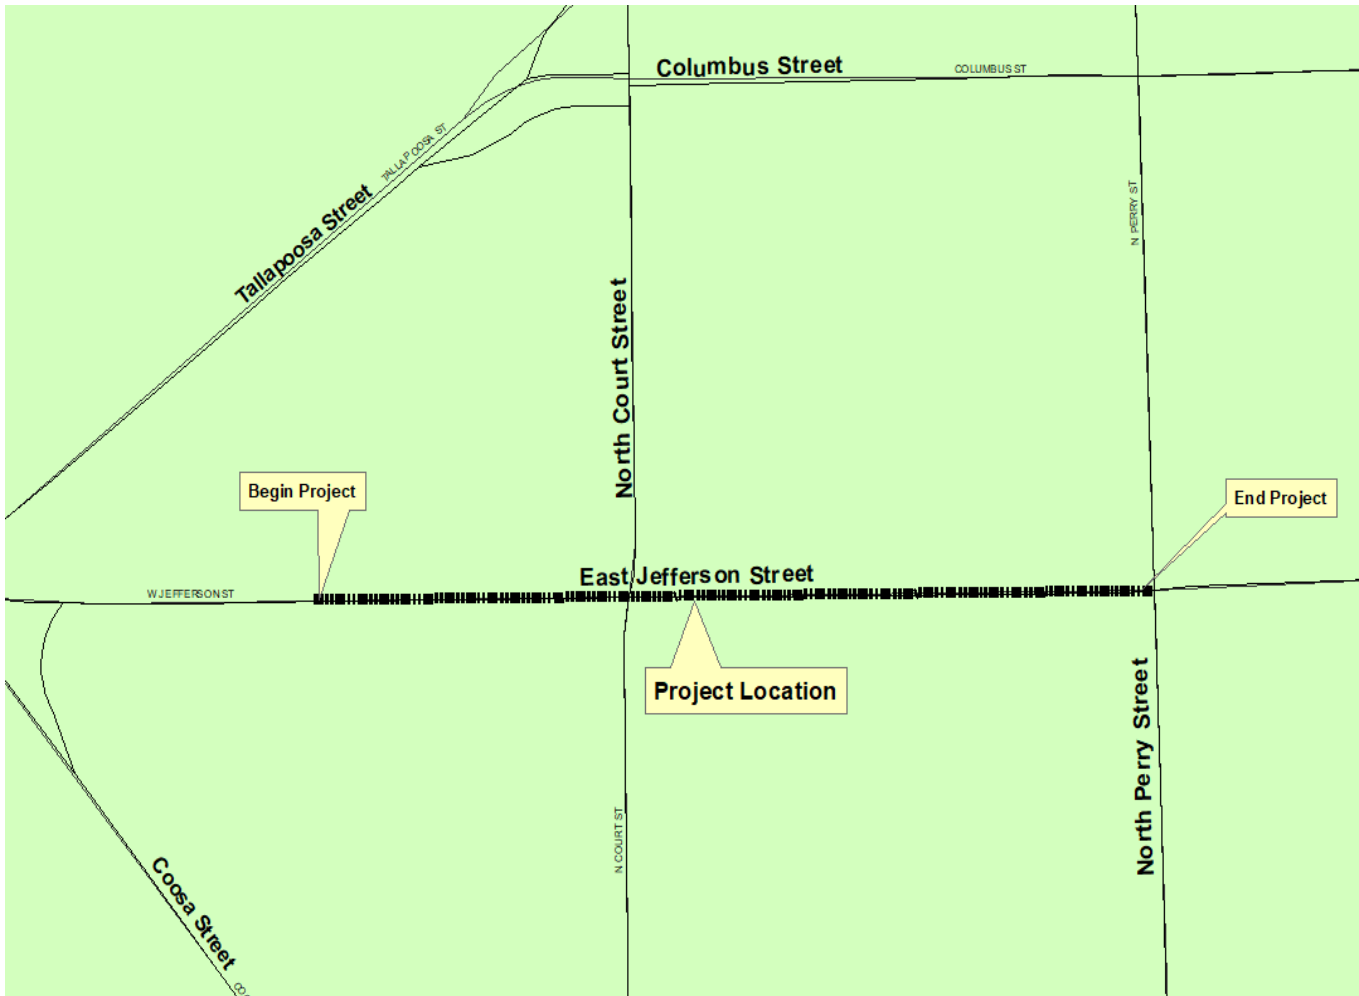 Columbus Street
COLUMBUS ST
TALLAPOOSA ST
Tallapoosa Street
N PERRY ST
North Court Street
Begin Project
End Project
East Jefferson Street
W JEFFERSON ST
Project Location
North Perry Street
N COURT ST
Coosa Street